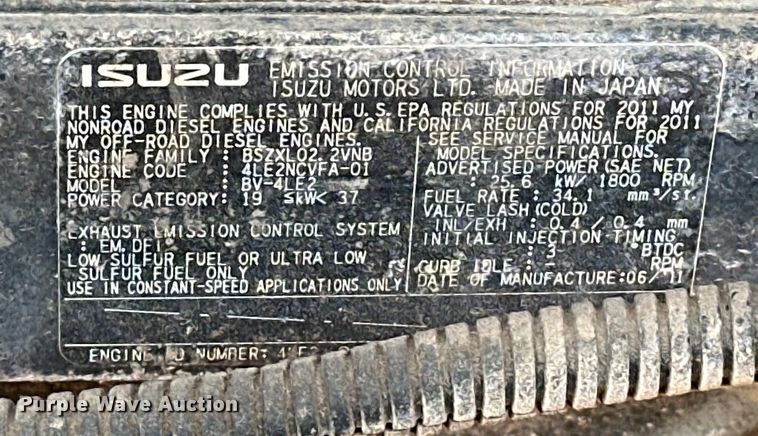 ISUZU EMISSION CONTROL INFORMATION
ISUZU MOTORS LTD. MADE IN JAPAN
THIS ENGINE COMPLIES WITH U.S.EPA REGULATIONS FOR 2011 MY
NONROAD DIESEL ENGINES AND CALIFORNIA REGULATIONS FOR 2011
MY OFF-ROAD DIESEL ENGINES.
ENGINE FAMILY : BSZXL02.2VNB
ENGINE CODE : 4LE2NCVFA-01
MODEL : BV-4LE2
POWER CATEGORY: 19 ≤kW< 37
EXHAUST EMISSION CONTROL SYSTEM
: EM, DFI
LOW SULFUR FUEL OR ULTRA LOW
SULFUR FUEL ONLY
USE IN CONSTANT-SPEED APPLICATIONS ONLY
SEE SERVICE MANUAL FOR
MODEL SPECIFICATIONS.
ADVERTISED POWER(SAE NET)
: 25.6 kW/ 1800 RPM
FUEL RATE: 34.1 mm³/st.
VALVE LASH(COLD)
INL/EXH : 0.4 / 0.4 mm
INITIAL INJECTION TIMING
: 3 BTDC
CURB IDLE: RPM
DATE OF MANUFACTURE:06/'11
ENGINE ID NUMBER:
Purple Wave Auction